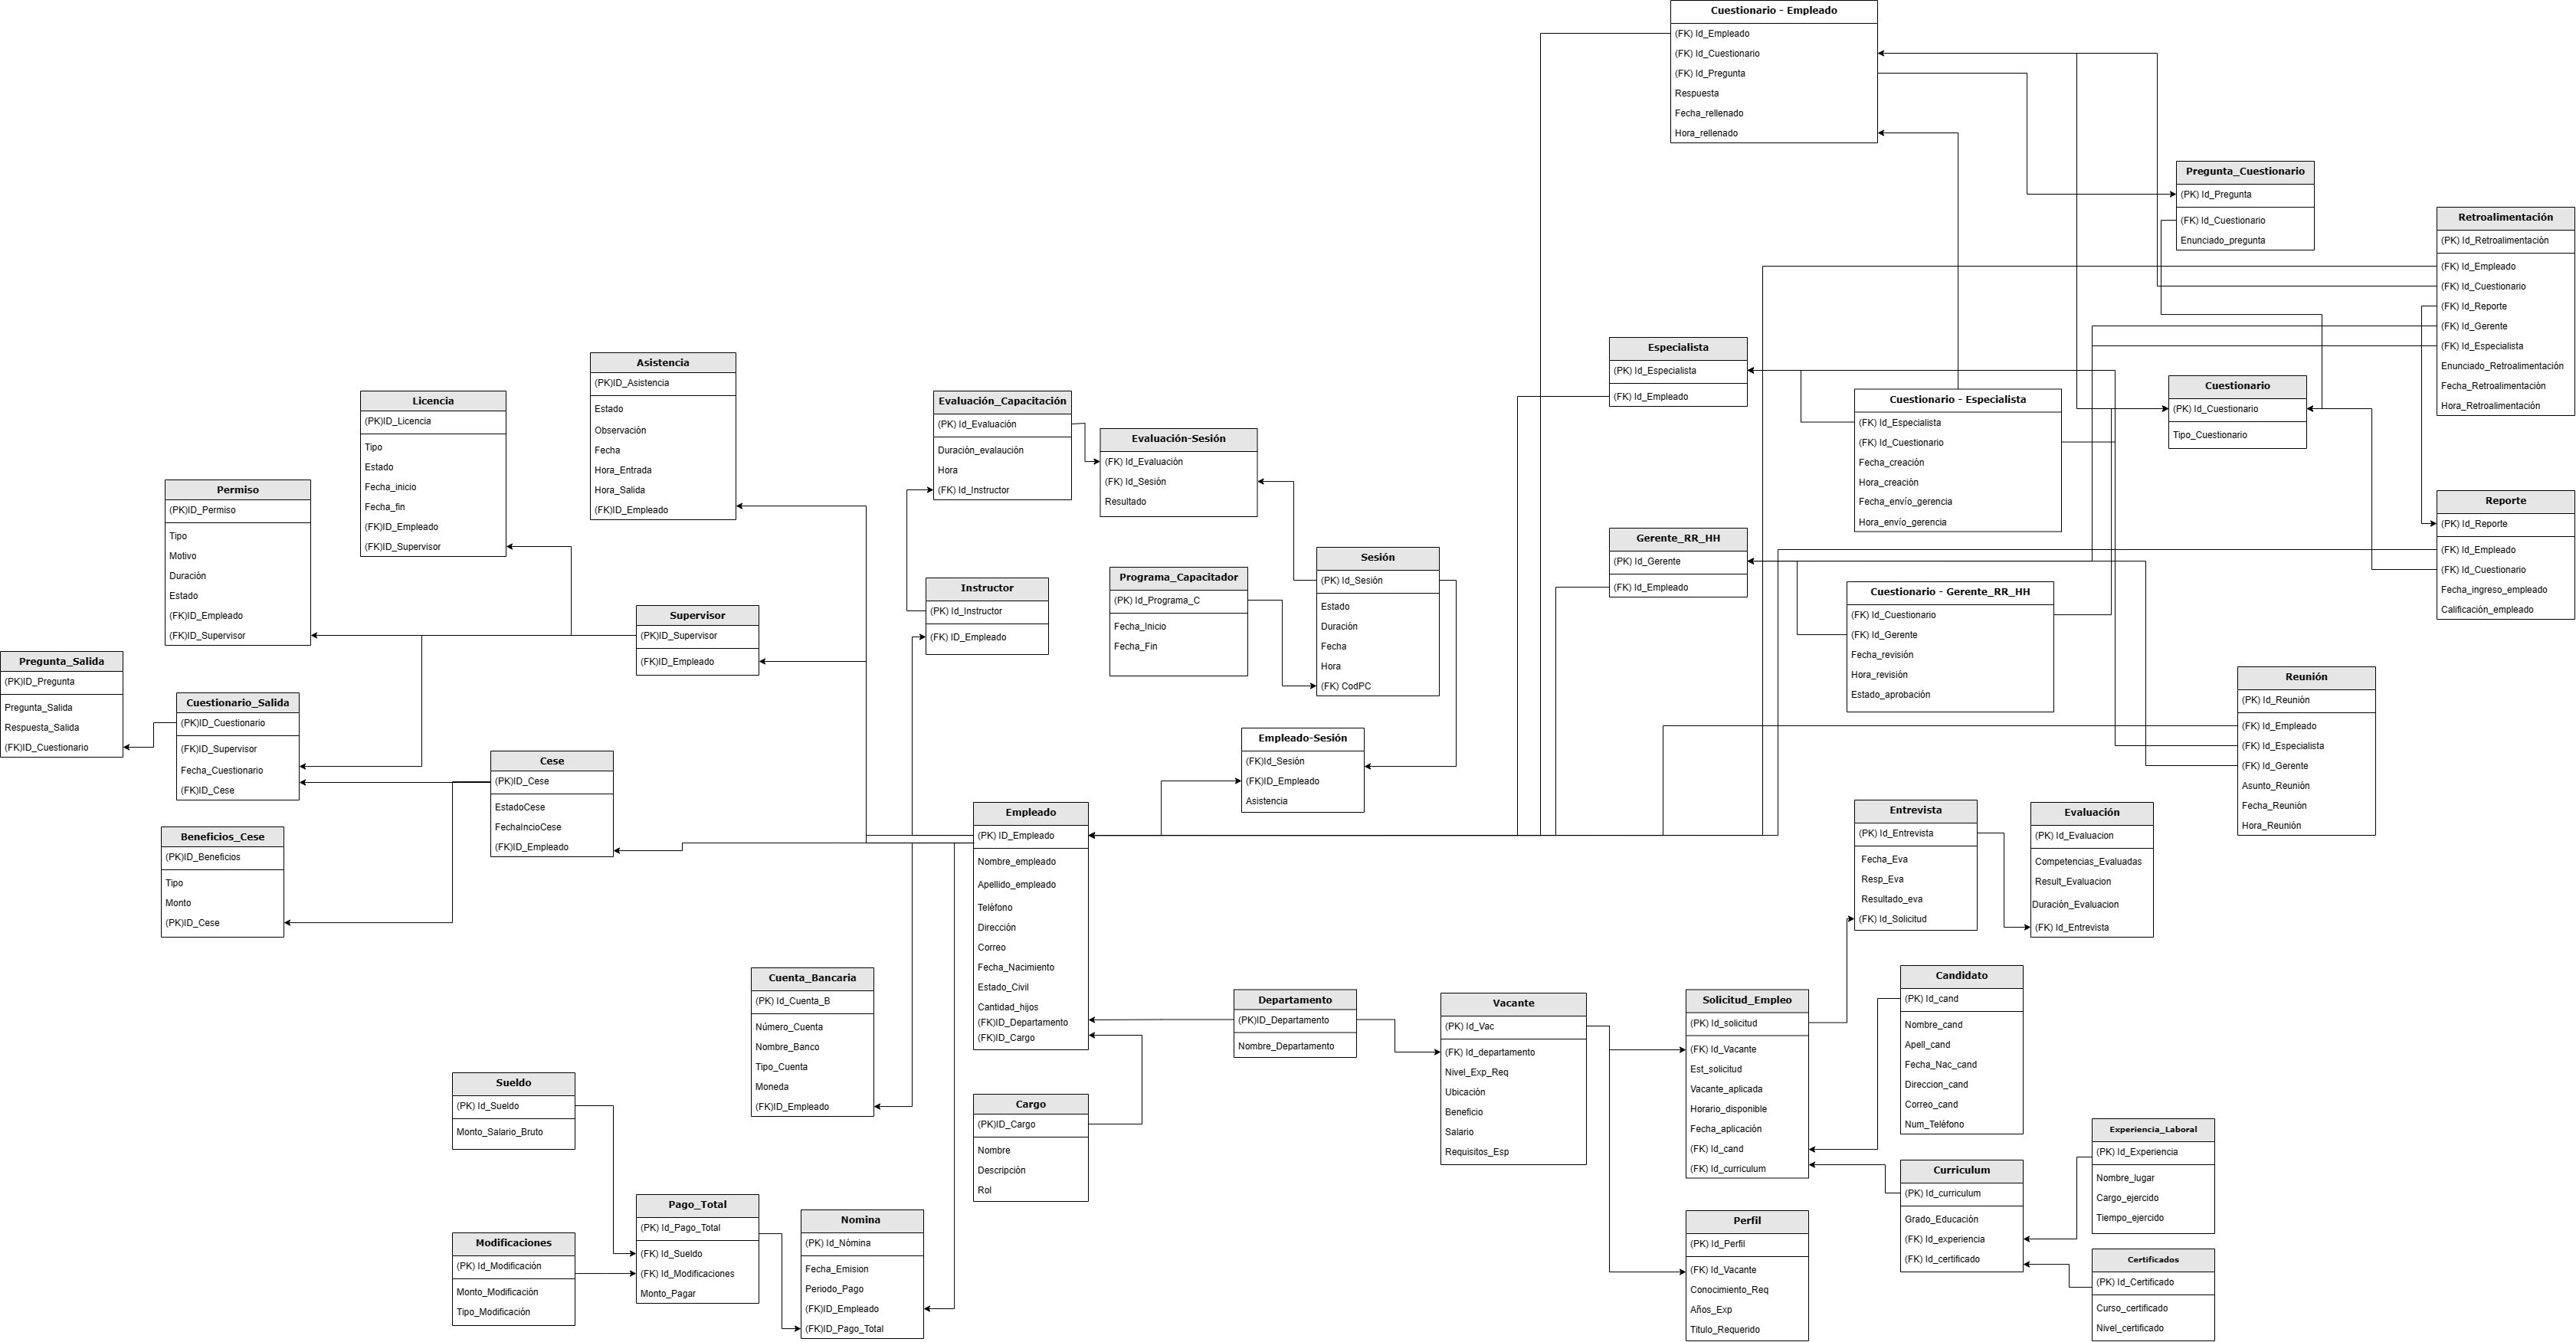 Cuestionario - Empleado
(FK) Id_Empleado
(FK) Id_Cuestionario
(FK) Id_Pregunta
Respuesta
Fecha_rellenado
Hora_rellenado
Pregunta_Cuestionario
(PK) Id_Pregunta
(FK) Id_Cuestionario
Enunciado_pregunta
Retroalimentación
(PK) Id_Retroalimentación
(FK) Id_Empleado
(FK) Id_Cuestionario
(FK) Id_Reporte
(FK) Id_Gerente
(FK) Id_Especialista
Enunciado_Retroalimentación
Fecha_Retroalimentación
Hora_Retroalimentación
Especialista
(PK) Id_Especialista
(FK) Id_Empleado
Cuestionario - Especialista
(FK) Id_Especialista
(FK) Id_Cuestionario
Fecha_creación
Hora_creación
Fecha_envío_gerencia
Hora_envío_gerencia
Cuestionario
(PK) Id_Cuestionario
Tipo_Cuestionario
Asistencia
(PK)ID_Asistencia
Estado
Observación
Fecha
Hora_Entrada
Hora_Salida
(FK)ID_Empleado
Licencia
(PK)ID_Licencia
Tipo
Estado
Fecha_inicio
Fecha_fin
(FK)ID_Empleado
(FK)ID_Supervisor
Evaluación_Capacitación
(PK) Id_Evaluación
Duración_evalaución
Hora
(FK) Id_Instructor
Evaluación-Sesión
(FK) Id_Evaluación
(FK) Id_Sesión
Resultado
Permiso
(PK)ID_Permiso
Tipo
Motivo
Duración
Estado
(FK)ID_Empleado
(FK)ID_Supervisor
Reporte
(PK) Id_Reporte
(FK) Id_Empleado
(FK) Id_Cuestionario
Fecha_ingreso_empleado
Calificación_empleado
Gerente_RR_HH
(PK) Id_Gerente
(FK) Id_Empleado
Sesión
(PK) Id_Sesión
Estado
Duración
Fecha
Hora
(FK) CodPC
Programa_Capacitador
(PK) Id_Programa_C
Fecha_Inicio
Fecha_Fin
Instructor
(PK) Id_Instructor
(FK) ID_Empleado
Cuestionario - Gerente_RR_HH
(FK) Id_Cuestionario
(FK) Id_Gerente
Fecha_revisión
Hora_revisión
Estado_aprobación
Supervisor
(PK)ID_Supervisor
(FK)ID_Empleado
Pregunta_Salida
(PK)ID_Pregunta
Pregunta_Salida
Respuesta_Salida
(FK)ID_Cuestionario
Cuestionario_Salida
(PK)ID_Cuestionario
(FK)ID_Supervisor
Fecha_Cuestionario
(FK)ID_Cese
Reunión
(PK) Id_Reunión
(FK) Id_Empleado
(FK) Id_Especialista
(FK) Id_Gerente
Asunto_Reunión
Fecha_Reunión
Hora_Reunión
Empleado-Sesión
(FK)Id_Sesión
(FK)ID_Empleado
Asistencia
Cese
(PK)ID_Cese
EstadoCese
FechaIncioCese
(FK)ID_Empleado
Beneficios_Cese
(PK)ID_Beneficios
Tipo
Monto
(PK)ID_Cese
Empleado
(PK) ID_Empleado
Nombre_empleado
Apellido_empleado
Teléfono
Dirección
Correo
Fecha_Nacimiento
Estado_Civil
Cantidad_hijos
(FK)ID_Departamento
(FK)ID_Cargo
Entrevista
(PK) Id_Entrevista
Fecha_Eva
Resp_Eva
Resultado_eva
(FK) Id_Solicitud
Evaluación
(PK) Id_Evaluacion
Competencias_Evaluadas
Result_Evaluacion
Duración_Evaluacion
(FK) Id_Entrevista
Cuenta_Bancaria
(PK) Id_Cuenta_B
Número_Cuenta
Nombre_Banco
Tipo_Cuenta
Moneda
(FK)ID_Empleado
Departamento
(PK)ID_Departamento
Nombre_Departamento
Vacante
(PK) Id_Vac
(FK) Id_departamento
Nivel_Exp_Req
Ubicación
Beneficio
Salario
Requisitos_Esp
Solicitud_Empleo
(PK) Id_solicitud
(FK) Id_Vacante
Est_solicitud
Vacante_aplicada
Horario_disponible
Fecha_aplicación
(FK) Id_cand
(FK) Id_curriculum
Candidato
(PK) Id_cand
Nombre_cand
Apell_cand
Fecha_Nac_cand
Direccion_cand
Correo_cand
Num_Teléfono
Sueldo
(PK) Id_Sueldo
Monto_Salario_Bruto
Cargo
(PK)ID_Cargo
Nombre
Descripción
Rol
Experiencia_Laboral
(PK) Id_Experiencia
Nombre_lugar
Cargo_ejercido
Tiempo_ejercido
Curriculum
(PK) Id_curriculum
Grado_Educación
(FK) Id_experiencia
(FK) Id_certificado
Pago_Total
(PK) Id_Pago_Total
(FK) Id_Sueldo
(FK) Id_Modificaciones
Monto_Pagar
Nomina
(PK) Id_Nómina
Fecha_Emision
Periodo_Pago
(FK)ID_Empleado
(FK)ID_Pago_Total
Perfil
(PK) Id_Perfil
(FK) Id_Vacante
Conocimiento_Req
Años_Exp
Titulo_Requerido
Modificaciones
(PK) Id_Modificación
Monto_Modificación
Tipo_Modificación
Certificados
(PK) Id_Certificado
Curso_certificado
Nivel_certificado